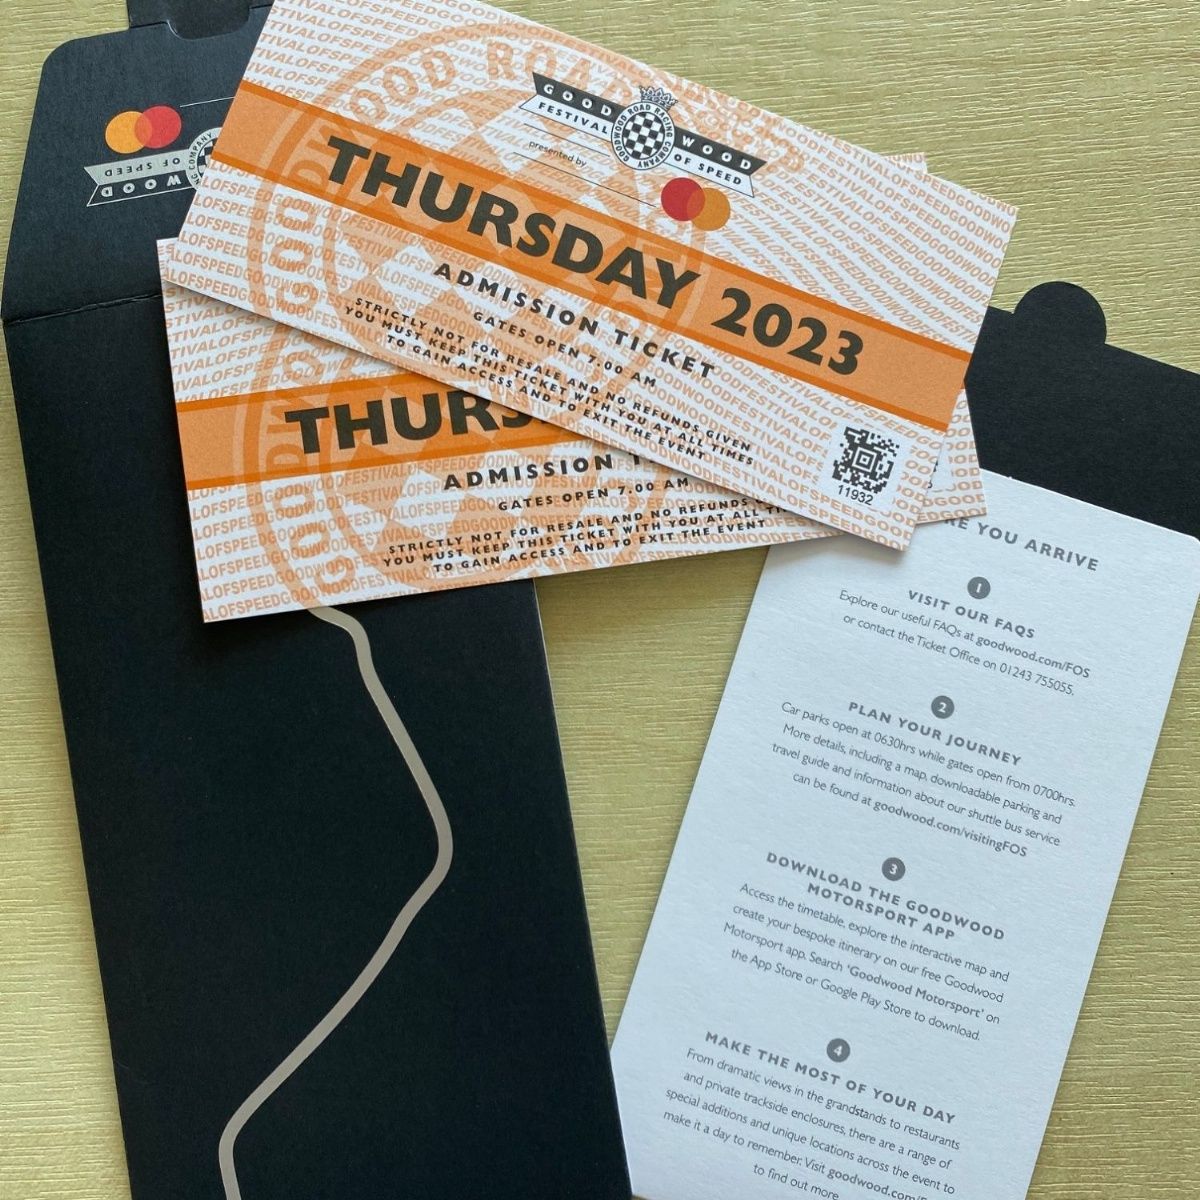 GOOD WOOD
FESTIVAL OF SPEED
GOODWOOD ROAD RACING COMPANY
presented by
THURSDAY 2023
ADMISSION TICKET
GATES OPEN 7.00 AM
STRICTLY NOT FOR RESALE AND NO REFUNDS GIVEN
YOU MUST KEEP THIS TICKET WITH YOU AT ALL TIMES
TO GAIN ACCESS AND TO EXIT THE EVENT
11932
WOOD
OF SPEED
THURS
ADMISSION
GATES OPEN 7.00 AM
STRICTLY NOT FOR RESALE AND NO REFUNDS
YOU MUST KEEP THIS TICKET WITH YOU AT ALL
TO GAIN ACCESS AND TO EXIT THE EVENT
YOU ARRIVE
1
VISIT OUR FAQS
Explore our useful FAQs at goodwood.com/FOS
or contact the Ticket Office on 01243 755055.
2
PLAN YOUR JOURNEY
Car parks open at 0630hrs while gates open from 0700hrs.
More details, including a map, downloadable parking and
travel guide and information about our shuttle bus service
can be found at goodwood.com/visitingFOS
3
DOWNLOAD THE GOODWOOD
MOTORSPORT APP
Access the timetable, explore the interactive map and
create your bespoke itinerary on our free Goodwood
Motorsport app. Search 'Goodwood Motorsport' on
the App Store or Google Play Store to download.
4
MAKE THE MOST OF YOUR DAY
From dramatic views in the grandstands to restaurants
and private trackside enclosures, there are a range of
special additions and unique locations across the event to
make it a day to remember. Visit goodwood.com/
to find out more